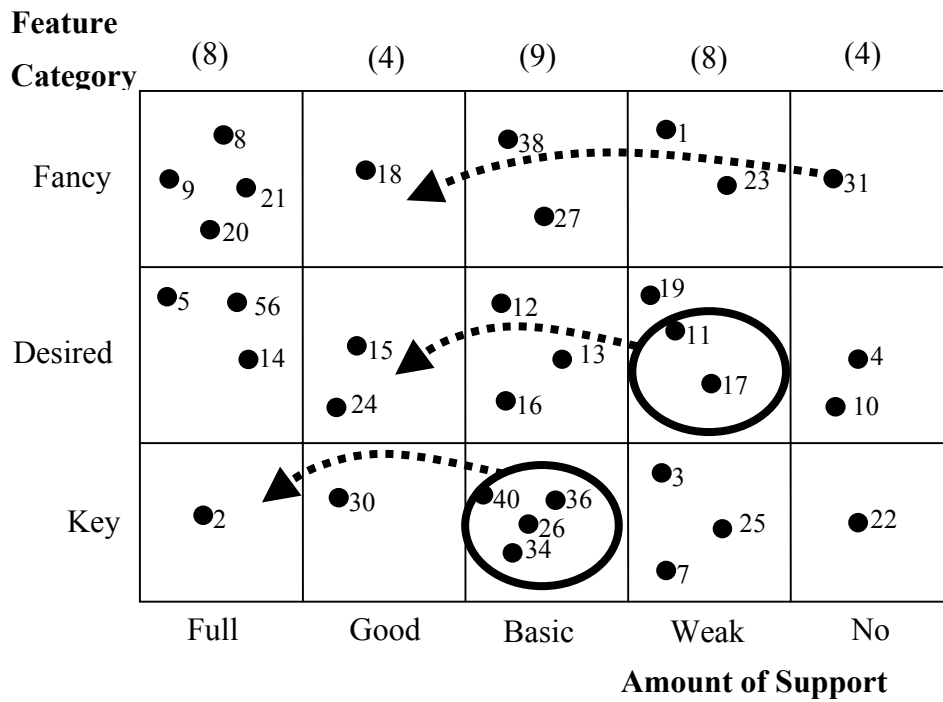 Feature
Category
(8) (4) (9) (8) (4)
8 38 1
Fancy 9 21 18 23 31
20 27
5 56 12 19
11
Desired 14 15 13 4
24 16 17 10
3
30 40 36
Key 2 26 25 22
34 7
Full Good Basic Weak No
Amount of Support